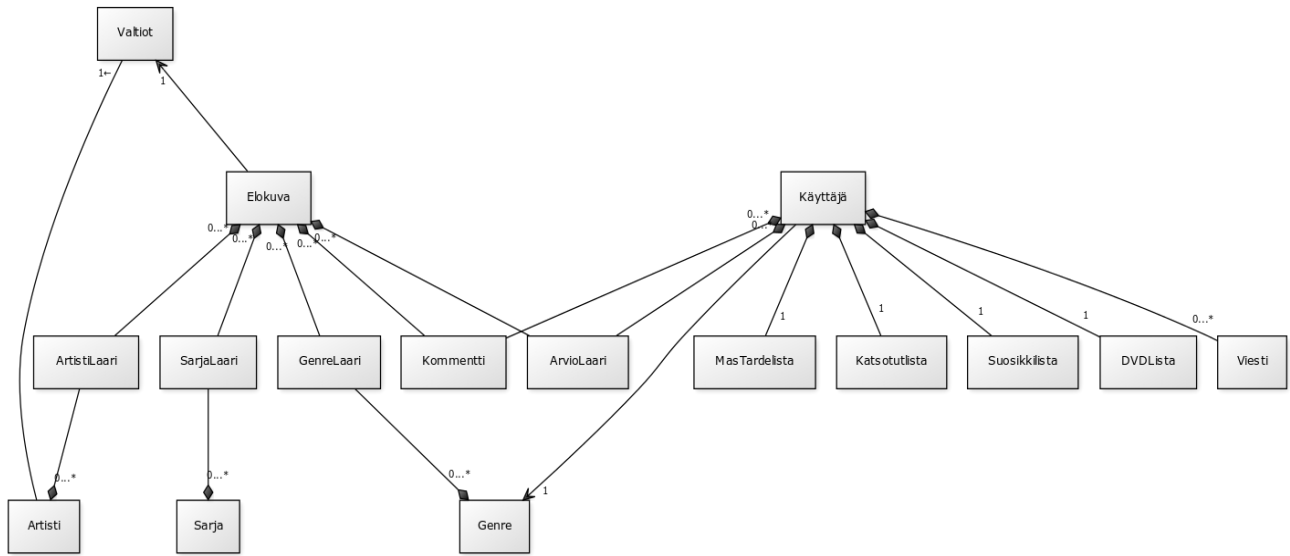 Valtiot
1←
1
Elokuva
Käyttäjä
0...*
0...*
0...*
0...*
0...*
0...*
0...
1
1
1
1
0...*
ArtistiLaari
SarjaLaari
GenreLaari
Kommentti
ArvioLaari
MasTardelista
Katsotutlista
Suosikkilista
DVDLista
Viesti
0...*
0...*
0...*
1
Artisti
Sarja
Genre